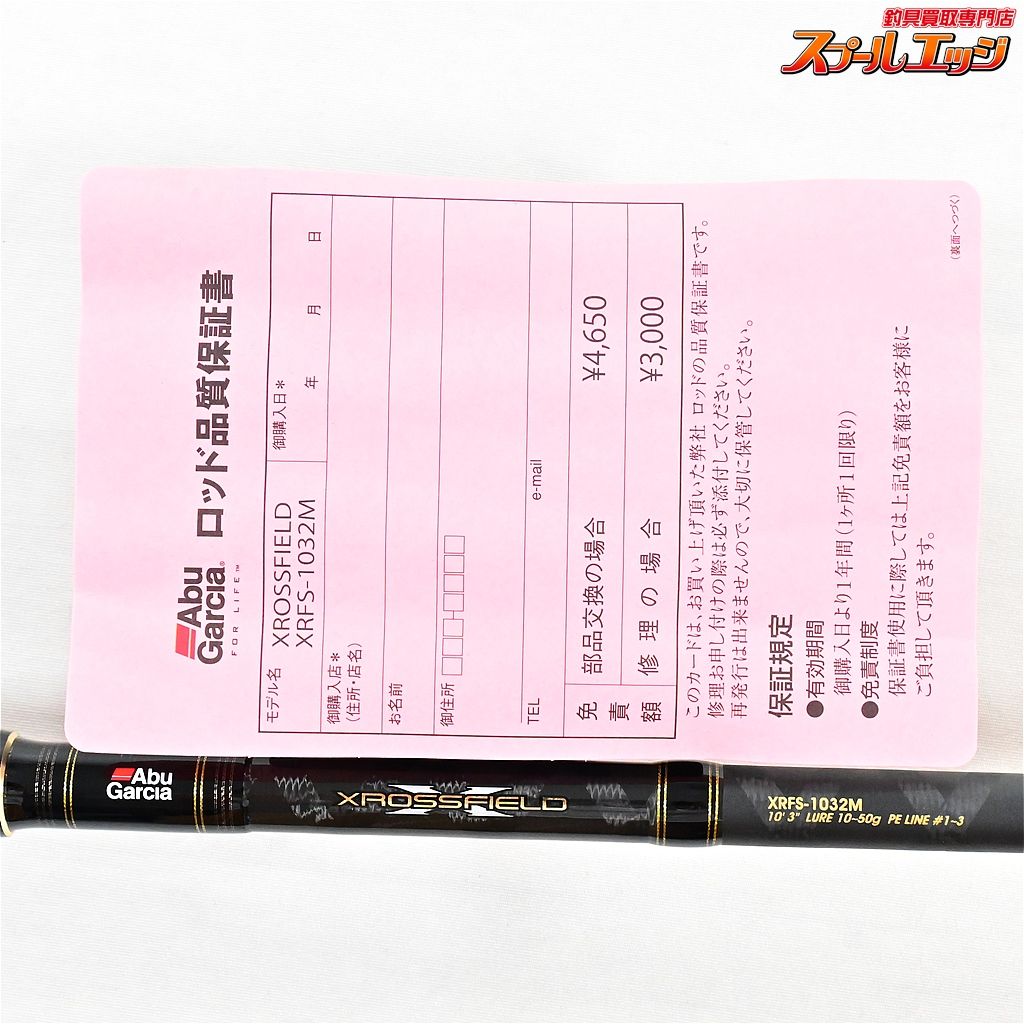 釣具買取専門店
スプールエッジ
Abu
Garcia®
FOR LIFE™
ロッド品質保証書
モデル名
XROSSFIELD
XRFS-1032M
御購入日*
年 月 日
御購入店*
(住所・店名)
お名前
御住所
TEL
e-mail
免責額
部品交換の場合 ¥4,650
修理の場合 ¥3,000
このカードは、お買い上げ頂いた弊社 ロッドの品質保証書です。
修理お申し付けの際は必ず添付してください。
再発行は出来ませんので、大切に保管してください。
保証規定
●有効期間
御購入日より1年間(1ヶ所1回限り)
●免責制度
保証書使用に際しては上記免責額をお客様に
ご負担して頂きます。
(裏面へつづく)
Abu
Garcia
XROSSFIELD
XRFS-1032M
10' 3" LURE 10~50g PE LINE #1~3